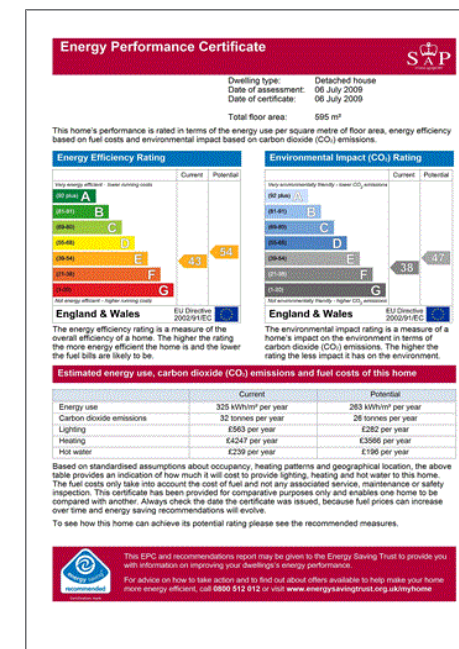 Energy Performance Certificate
SAP
Dwelling type: Detached house
Date of assessment: 06 July 2009
Date of certificate: 06 July 2009
Total floor area: 595 m²
This home's performance is rated in terms of the energy use per square metre of floor area, energy efficiency
based on fuel costs and environmental impact based on carbon dioxide (CO₂) emissions.
Energy Efficiency Rating
Current Potential
Very energy efficient - lower running costs
(92 plus) A
(81-91) B
(69-80) C
(55-68) D
(39-54) E
(21-38) F
(1-20) G
43
54
Not energy efficient - higher running costs
England & Wales
EU Directive
2002/91/EC
Environmental Impact (CO₂) Rating
Current Potential
Very environmentally friendly - lower CO₂ emissions
(92 plus) A
(81-91) B
(69-80) C
(55-68) D
(39-54) E
(21-38) F
(1-20) G
38
47
Not environmentally friendly - higher CO₂ emissions
England & Wales
EU Directive
2002/91/EC
The energy efficiency rating is a measure of the
overall efficiency of a home. The higher the rating
the more energy efficient the home is and the lower
the fuel bills are likely to be.
The environmental impact rating is a measure of a
home's impact on the environment in terms of
carbon dioxide (CO₂) emissions. The higher the
rating the less impact it has on the environment.
Estimated energy use, carbon dioxide (CO₂) emissions and fuel costs of this home
Current Potential
Energy use 325 kWh/m² per year 263 kWh/m² per year
Carbon dioxide emissions 32 tonnes per year 26 tonnes per year
Lighting £563 per year £282 per year
Heating £4247 per year £3566 per year
Hot water £239 per year £196 per year
Based on standardised assumptions about occupancy, heating patterns and geographical location, the above
table provides an indication of how much it will cost to provide lighting, heating and hot water to this home.
The fuel costs only take into account the cost of fuel and not any associated service, maintenance or safety
inspection. This certificate has been provided for comparative purposes only and enables one home to be
compared with another. Always check the date the certificate was issued, because fuel prices can increase
over time and energy saving recommendations will evolve.
To see how this home can achieve its potential rating please see the recommended measures.
energy saving
recommended
This EPC and recommendations report may be given to the Energy Saving Trust to provide you
with information on improving your dwellings's energy performance.
For advice on how to take action and to find out about offers available to help make your home
more energy efficient, call 0800 512 012 or visit www.energysavingtrust.org.uk/myhome